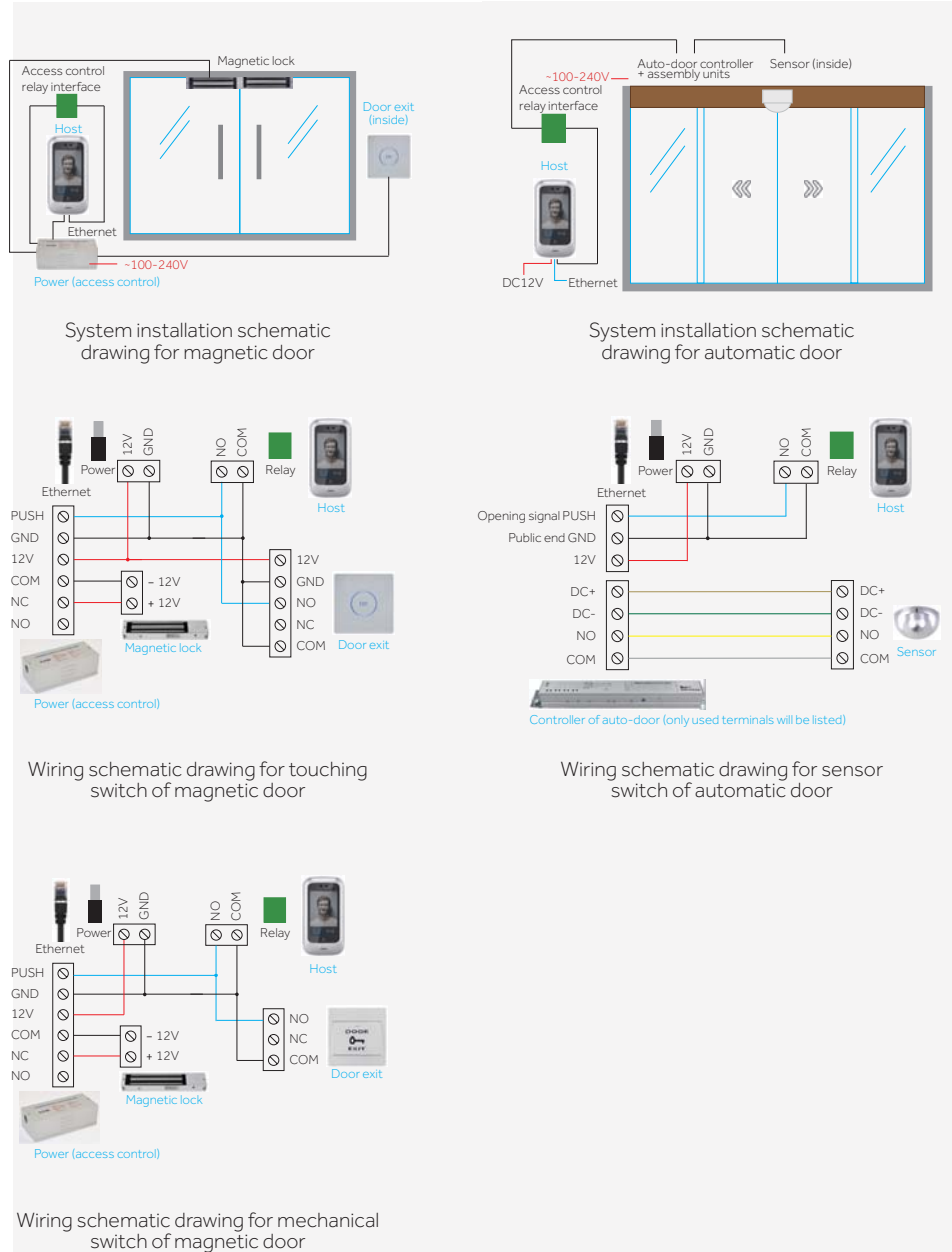 Magnetic lock
Access control
relay interface
Host
Door exit
(inside)
Ethernet
~100-240V
Power (access control)
System installation schematic
drawing for magnetic door
Auto-door controller
+ assembly units
Sensor (inside)
~100-240V
Access control
relay interface
Host
DC12V
Ethernet
System installation schematic
drawing for automatic door
12V
GND
NO
COM
Power
Relay
Ethernet
Host
PUSH
GND
12V
COM
NC
NO
– 12V
+ 12V
Magnetic lock
12V
GND
NO
NC
COM
Door exit
Power (access control)
Wiring schematic drawing for touching
switch of magnetic door
12V
GND
NO
COM
Power
Relay
Ethernet
Host
Opening signal PUSH
Public end GND
12V
DC+
DC-
NO
COM
DC+
DC-
NO
COM
Sensor
Controller of auto-door (only used terminals will be listed)
Wiring schematic drawing for sensor
switch of automatic door
12V
GND
NO
COM
Power
Relay
Ethernet
Host
PUSH
GND
12V
COM
NC
NO
– 12V
+ 12V
Magnetic lock
NO
NC
COM
DOOR
EXIT
Door exit
Power (access control)
Wiring schematic drawing for mechanical
switch of magnetic door